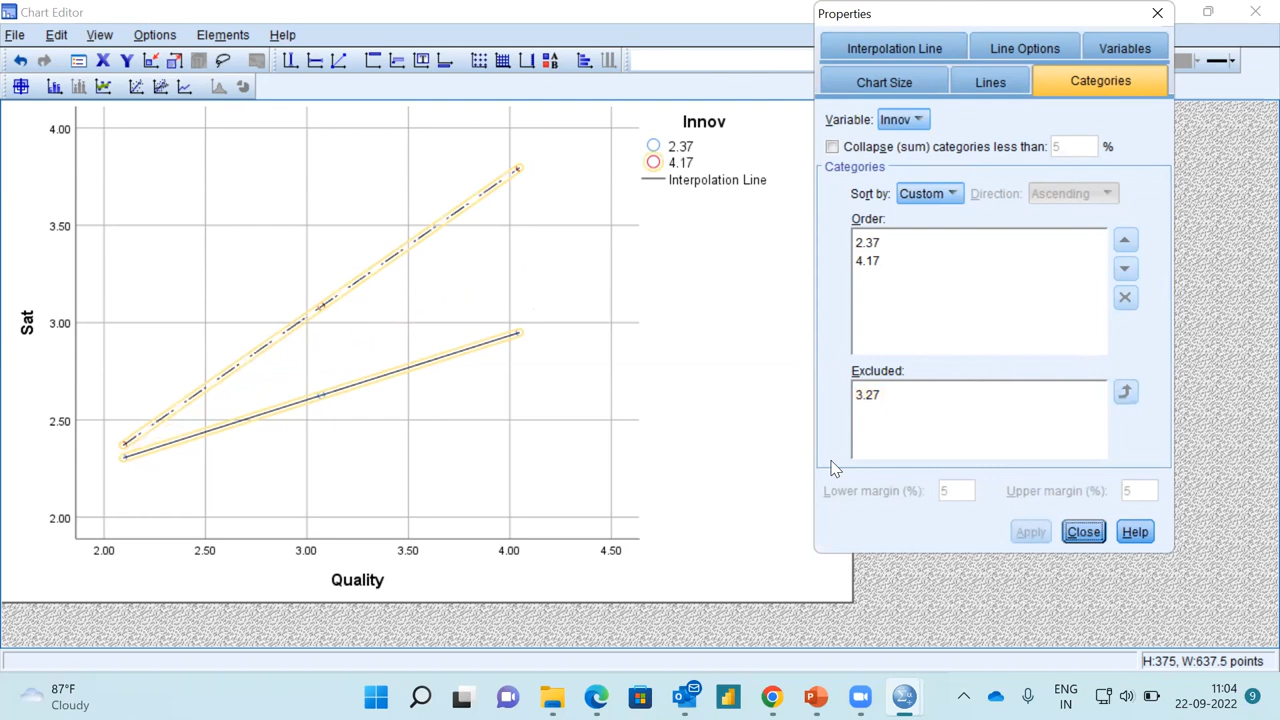 Chart Editor
File Edit View Options Elements Help
4.00
3.50
3.00
2.50
2.00
Sat
2.00 2.50 3.00 3.50 4.00 4.50
Quality
Innov
2.37
4.17
Interpolation Line
Properties
Interpolation Line Line Options Variables
Chart Size Lines Categories
Variable: Innov
Collapse (sum) categories less than: 5 %
Categories
Sort by: Custom Direction: Ascending
Order:
2.37
4.17
Excluded:
3.27
Lower margin (%): 5 Upper margin (%): 5
Apply Close Help
H:375, W:637.5 points
87°F
Cloudy
ENG
IN
11:04
22-09-2022
9